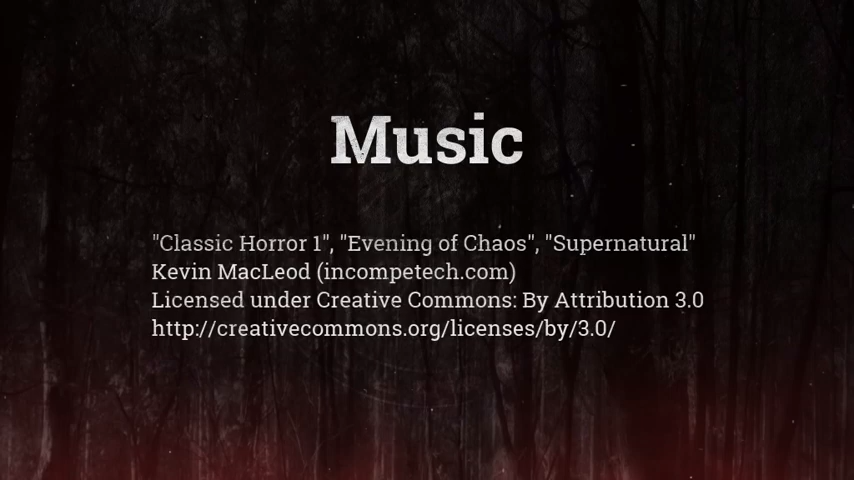 Music
"Classic Horror 1", "Evening of Chaos", "Supernatural"
Kevin MacLeod (incompetech.com)
Licensed under Creative Commons: By Attribution 3.0
http://creativecommons.org/licenses/by/3.0/